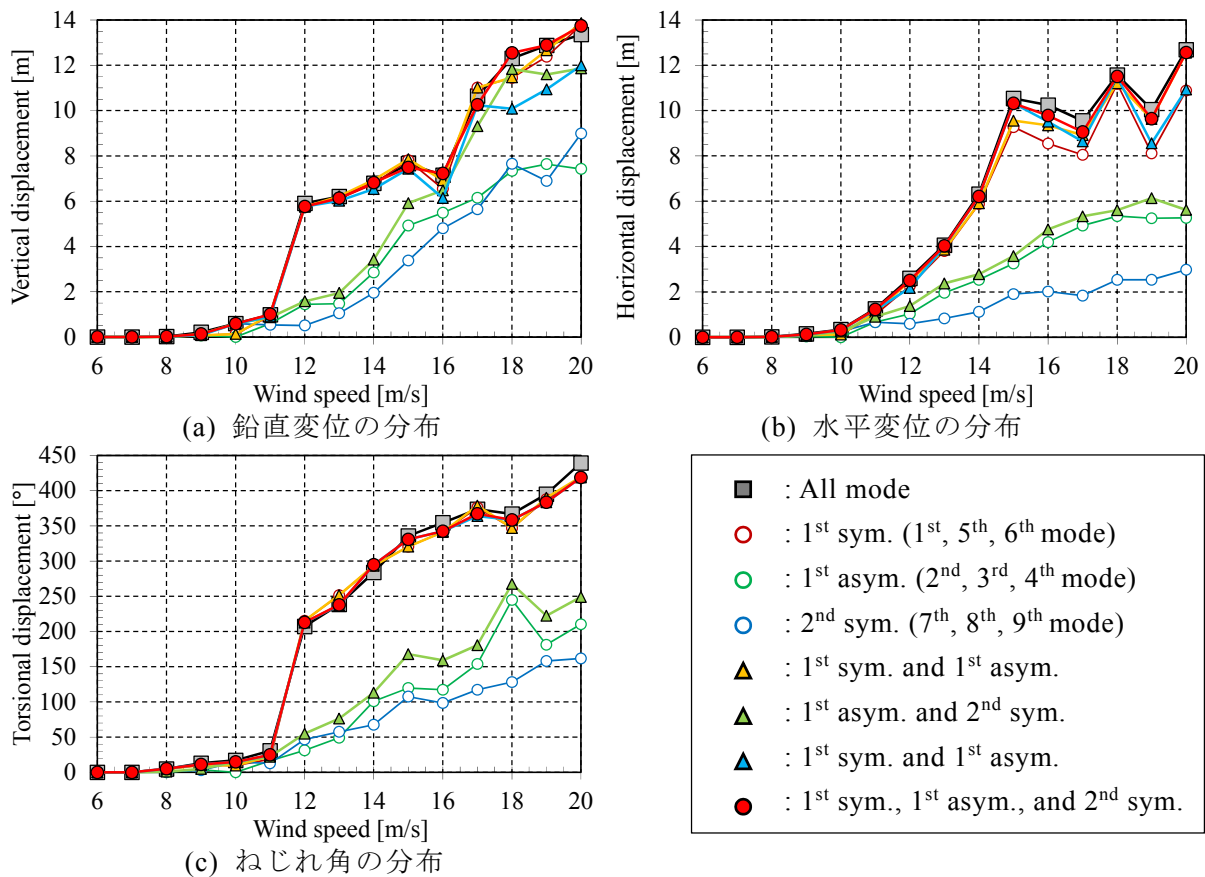 14
12
10
8
6
4
2
0
Vertical displacement [m]
6 8 10 12 14 16 18 20
Wind speed [m/s]
(a) 鉛直変位の分布
14
12
10
8
6
4
2
0
Horizontal displacement [m]
6 8 10 12 14 16 18 20
Wind speed [m/s]
(b) 水平変位の分布
450
400
350
300
250
200
150
100
50
0
Torsional displacement [°]
6 8 10 12 14 16 18 20
Wind speed [m/s]
(c) ねじれ角の分布
: All mode
: 1st sym. (1st, 5th, 6th mode)
: 1st asym. (2nd, 3rd, 4th mode)
: 2nd sym. (7th, 8th, 9th mode)
: 1st sym. and 1st asym.
: 1st asym. and 2nd sym.
: 1st sym. and 1st asym.
: 1st sym., 1st asym., and 2nd sym.